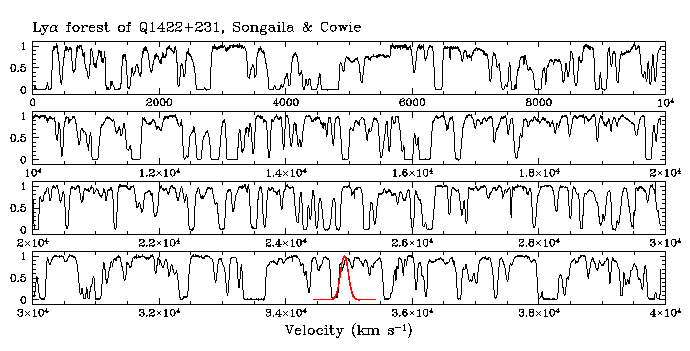 Lyα forest of Q1422+231, Songaila & Cowie
1
0.5
0
0 2000 4000 6000 8000 10⁴
1
0.5
0
10⁴ 1.2×10⁴ 1.4×10⁴ 1.6×10⁴ 1.8×10⁴ 2×10⁴
1
0.5
0
2×10⁴ 2.2×10⁴ 2.4×10⁴ 2.6×10⁴ 2.8×10⁴ 3×10⁴
1
0.5
0
3×10⁴ 3.2×10⁴ 3.4×10⁴ 3.6×10⁴ 3.8×10⁴ 4×10⁴
Velocity (km s⁻¹)